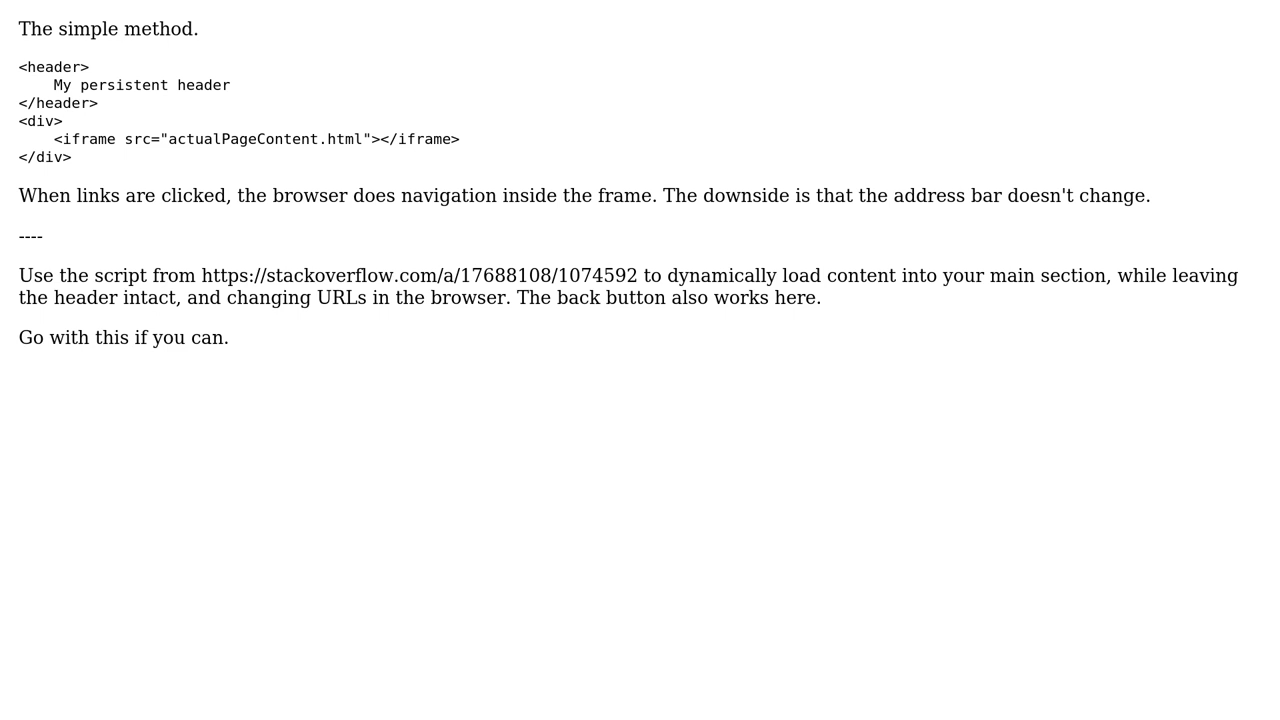 The simple method.
<header>
    My persistent header
</header>
<div>
    <iframe src="actualPageContent.html"></iframe>
</div>
When links are clicked, the browser does navigation inside the frame. The downside is that the address bar doesn't change.
----
Use the script from https://stackoverflow.com/a/17688108/1074592 to dynamically load content into your main section, while leaving
the header intact, and changing URLs in the browser. The back button also works here.
Go with this if you can.